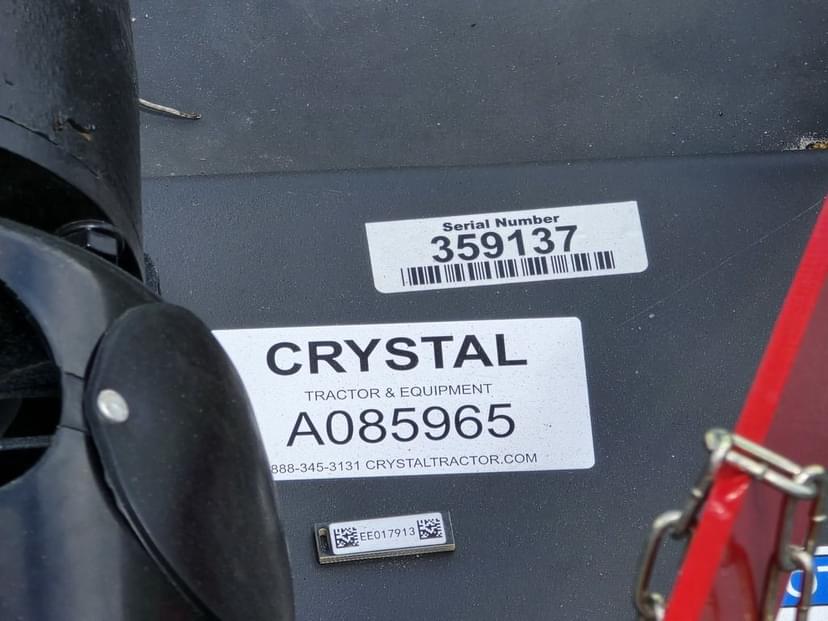 Serial Number
359137
CRYSTAL
TRACTOR & EQUIPMENT
A085965
888-345-3131 CRYSTALTRACTOR.COM
EE017913